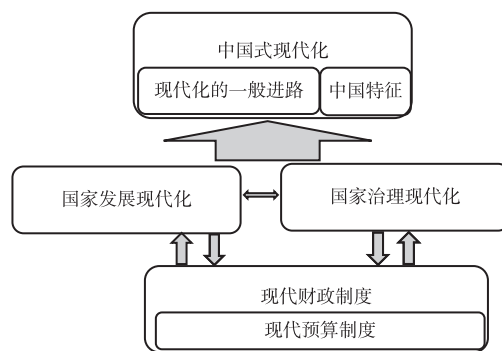 中国式现代化
现代化的一般进路
中国特征
国家发展现代化
国家治理现代化
现代财政制度
现代预算制度